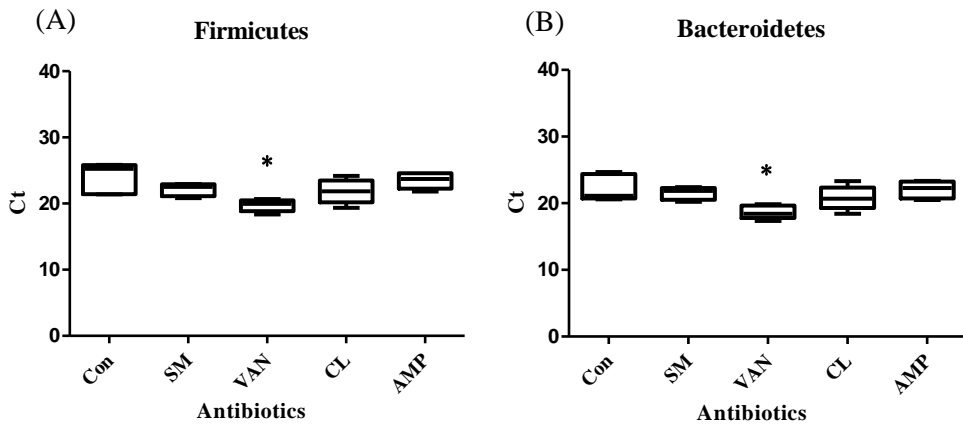 (A)
Firmicutes
Ct
40
30
20
10
0
*
Con
SM
VAN
CL
AMP
Antibiotics
(B)
Bacteroidetes
Ct
40
30
20
10
0
*
Con
SM
VAN
CL
AMP
Antibiotics